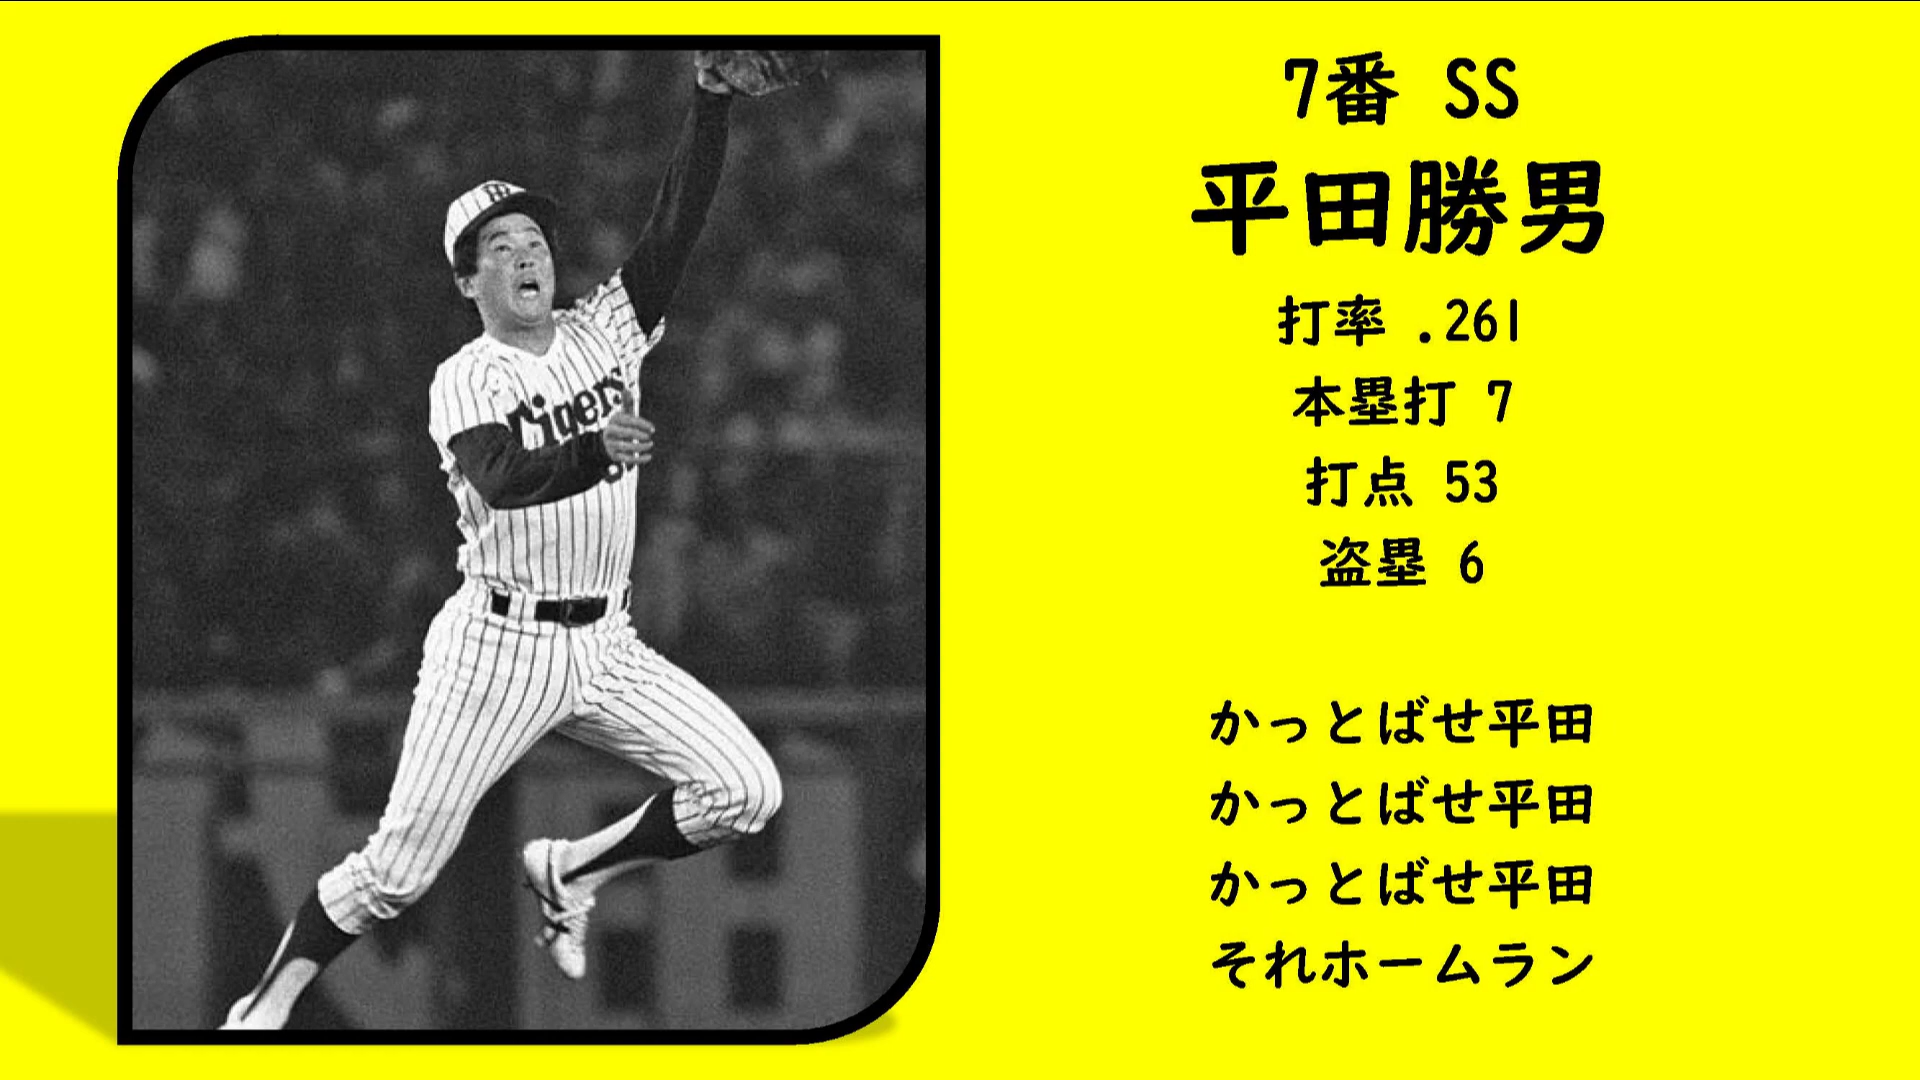 7番 SS
平田勝男
打率 .261
本塁打 7
打点 53
盗塁 6
かっとばせ平田
かっとばせ平田
かっとばせ平田
それホームラン
Tigers